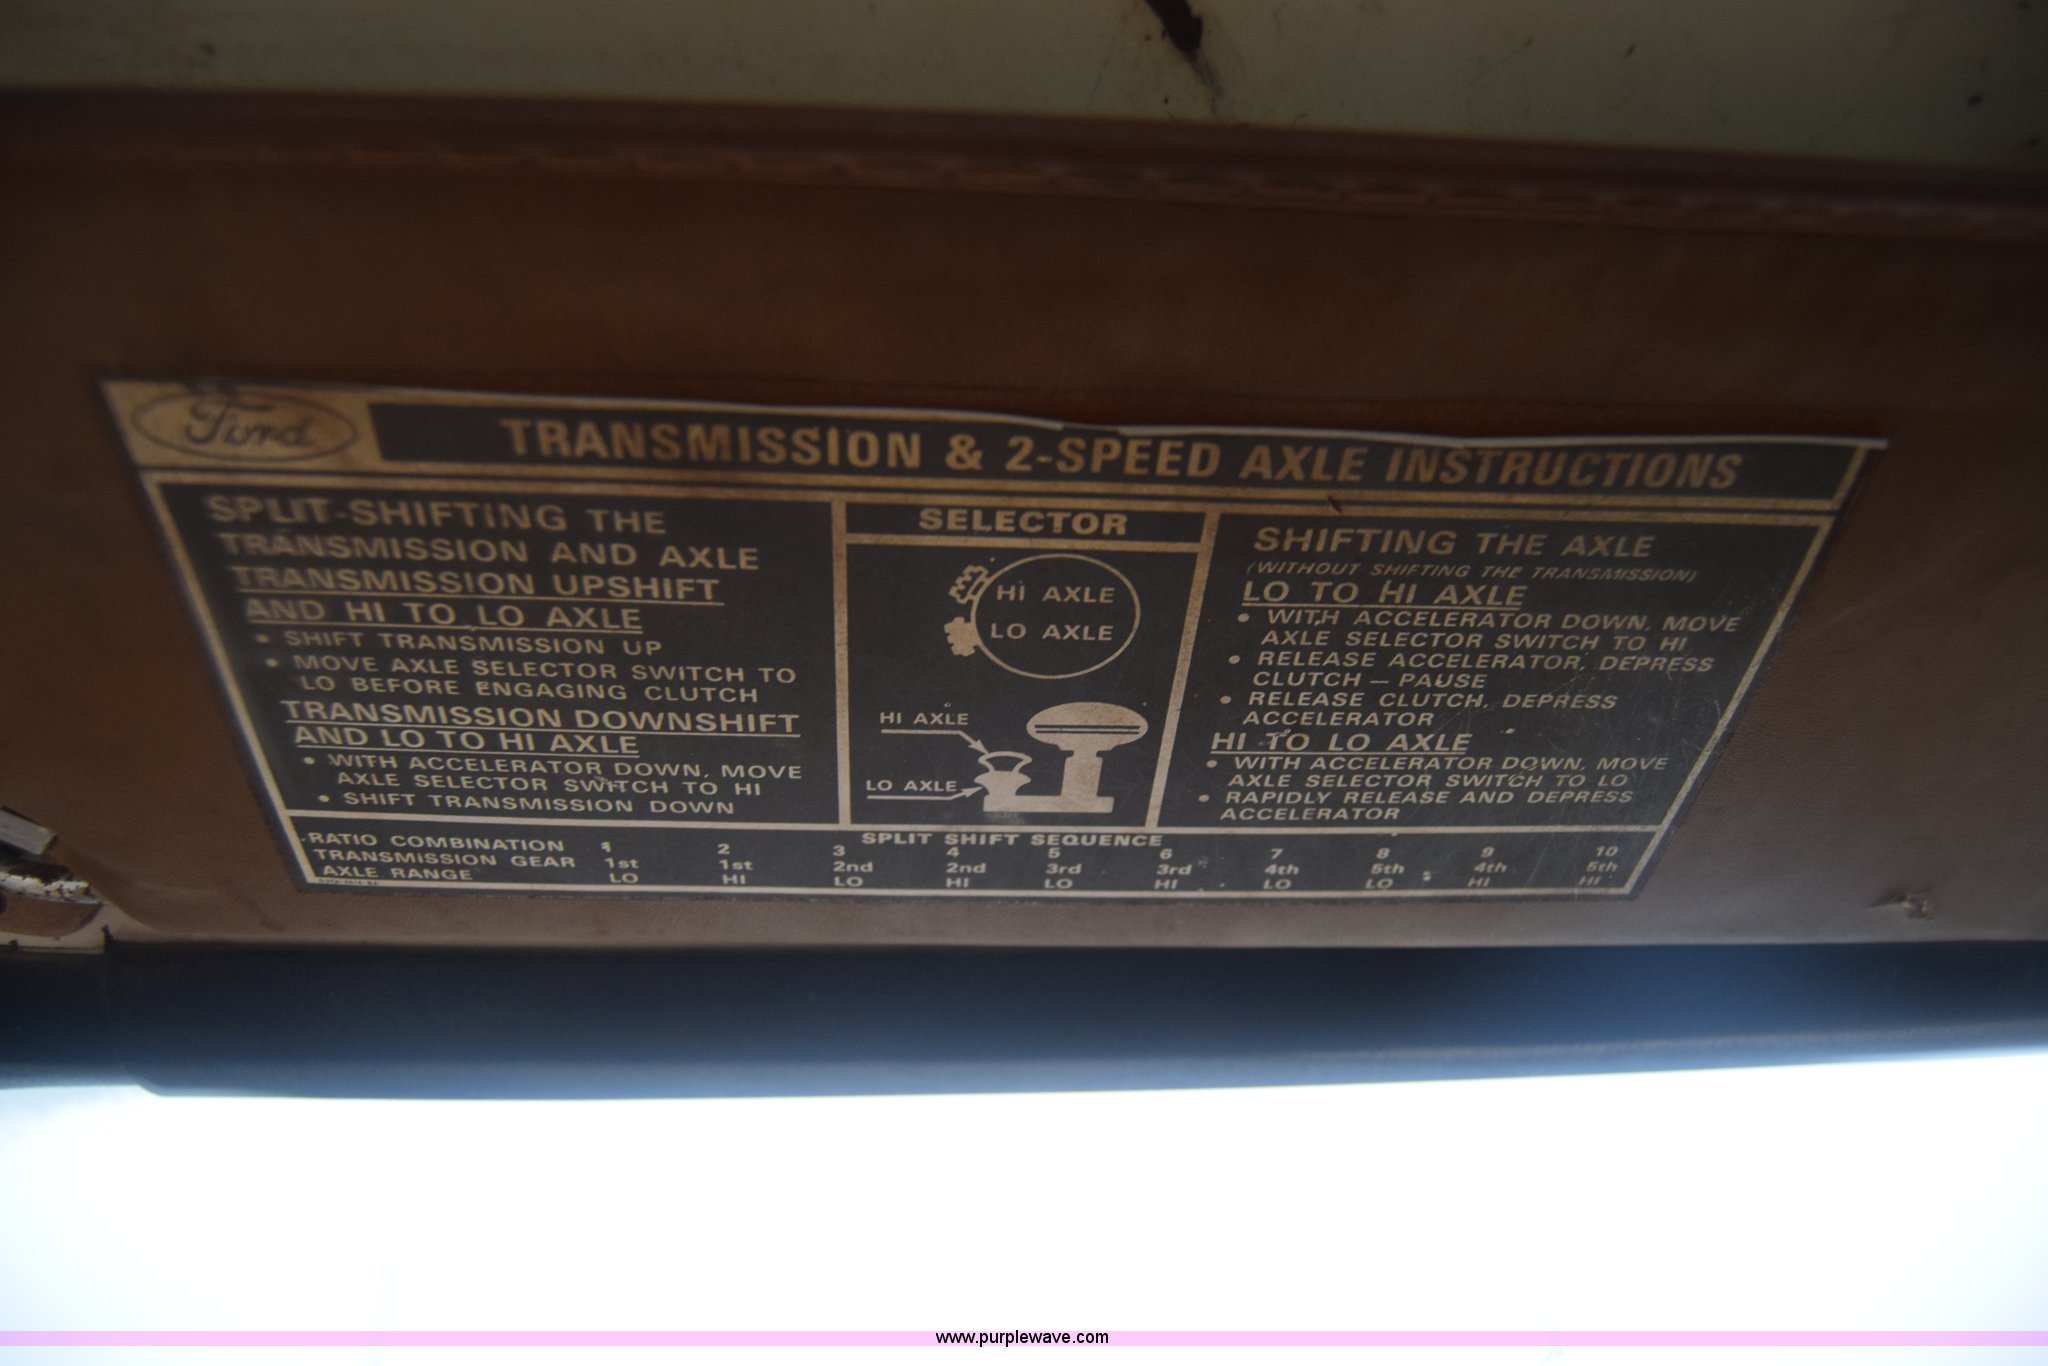 Ford
TRANSMISSION & 2-SPEED AXLE INSTRUCTIONS
SPLIT-SHIFTING THE
TRANSMISSION AND AXLE
TRANSMISSION UPSHIFT
AND HI TO LO AXLE
• SHIFT TRANSMISSION UP
• MOVE AXLE SELECTOR SWITCH TO
LO BEFORE ENGAGING CLUTCH
TRANSMISSION DOWNSHIFT
AND LO TO HI AXLE
• WITH ACCELERATOR DOWN, MOVE
AXLE SELECTOR SWITCH TO HI
• SHIFT TRANSMISSION DOWN
SELECTOR
HI AXLE
LO AXLE
HI AXLE
LO AXLE
SHIFTING THE AXLE
(WITHOUT SHIFTING THE TRANSMISSION)
LO TO HI AXLE
• WITH ACCELERATOR DOWN, MOVE
AXLE SELECTOR SWITCH TO HI
• RELEASE ACCELERATOR, DEPRESS
CLUTCH — PAUSE
• RELEASE CLUTCH, DEPRESS
ACCELERATOR
HI TO LO AXLE
• WITH ACCELERATOR DOWN, MOVE
AXLE SELECTOR SWITCH TO LO
• RAPIDLY RELEASE AND DEPRESS
ACCELERATOR
SPLIT SHIFT SEQUENCE
RATIO COMBINATION 1 2 3 4 5 6 7 8 9 10
TRANSMISSION GEAR 1st 1st 2nd 2nd 3rd 3rd 4th 5th 4th 5th
AXLE RANGE LO HI LO HI LO HI LO LO HI HI
www.purplewave.com